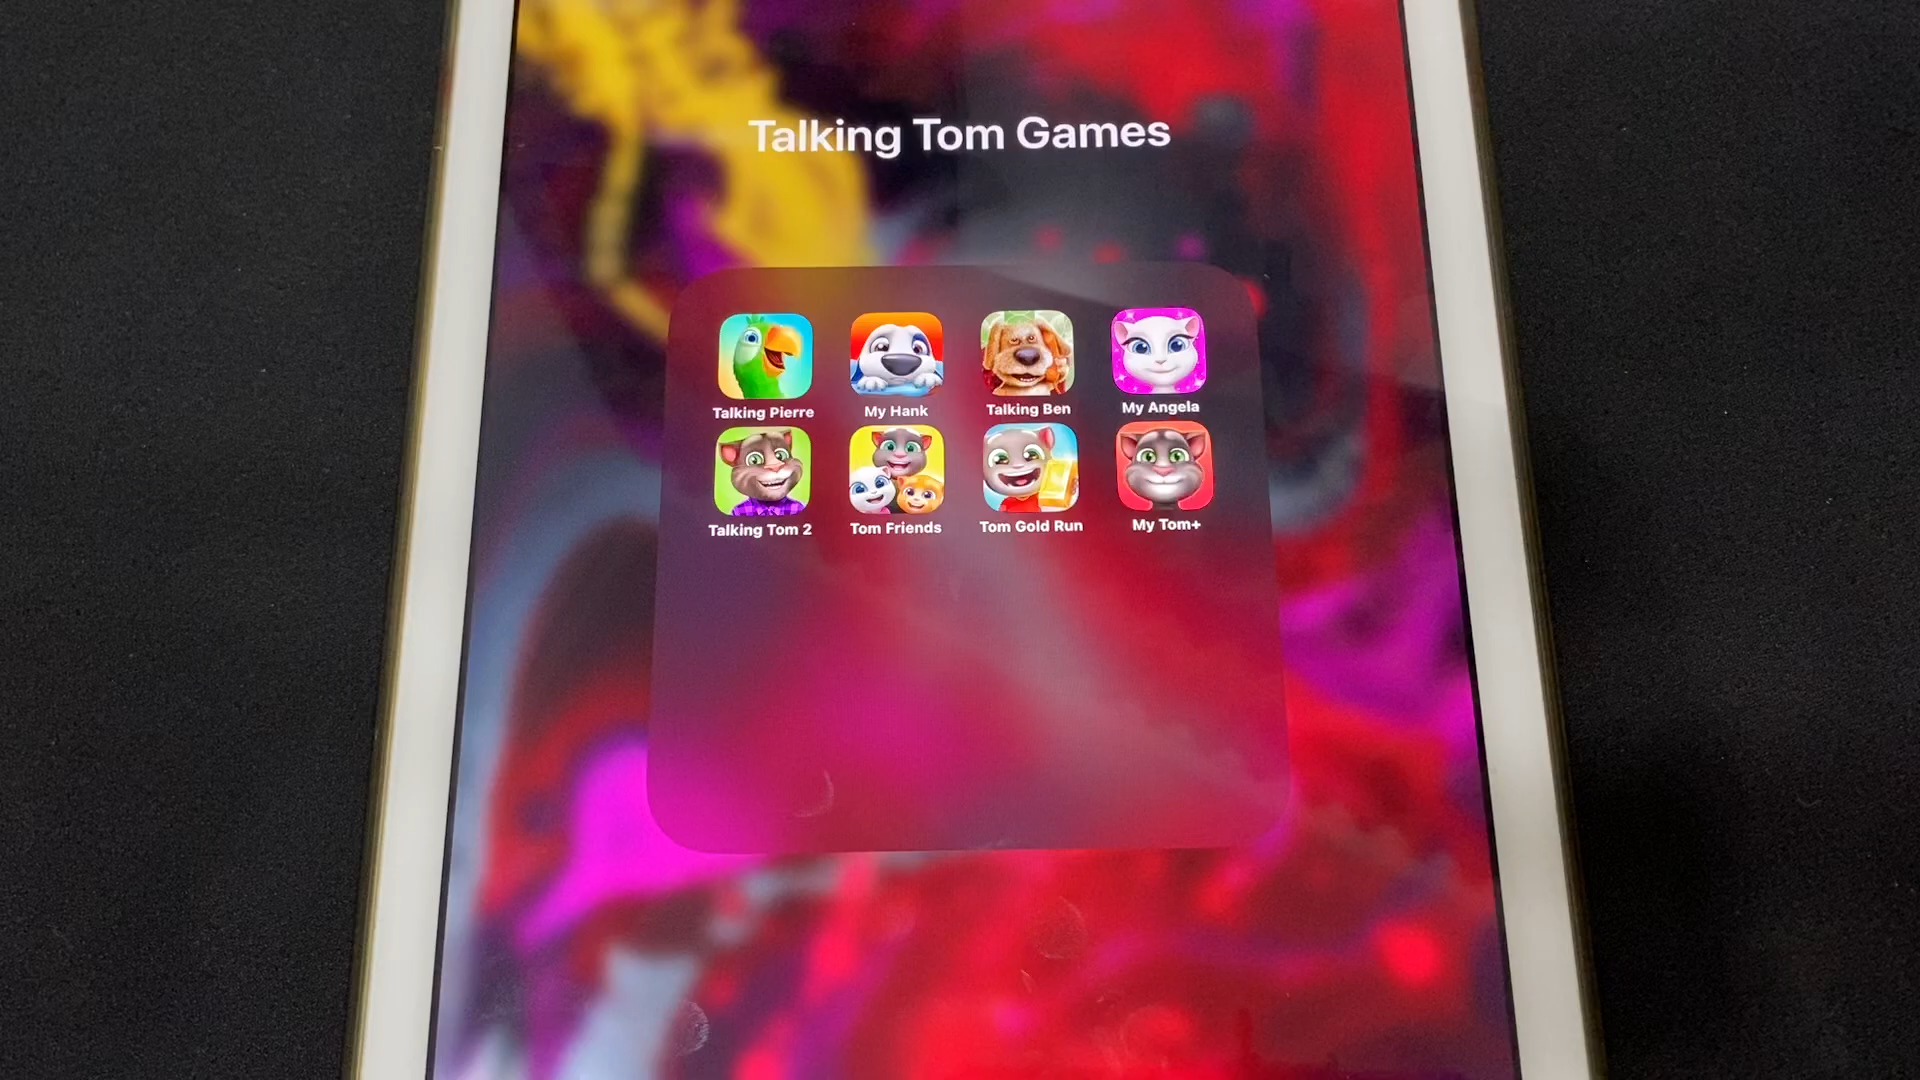 Talking Tom Games
Talking Pierre
My Hank
Talking Ben
My Angela
Talking Tom 2
Tom Friends
Tom Gold Run
My Tom+